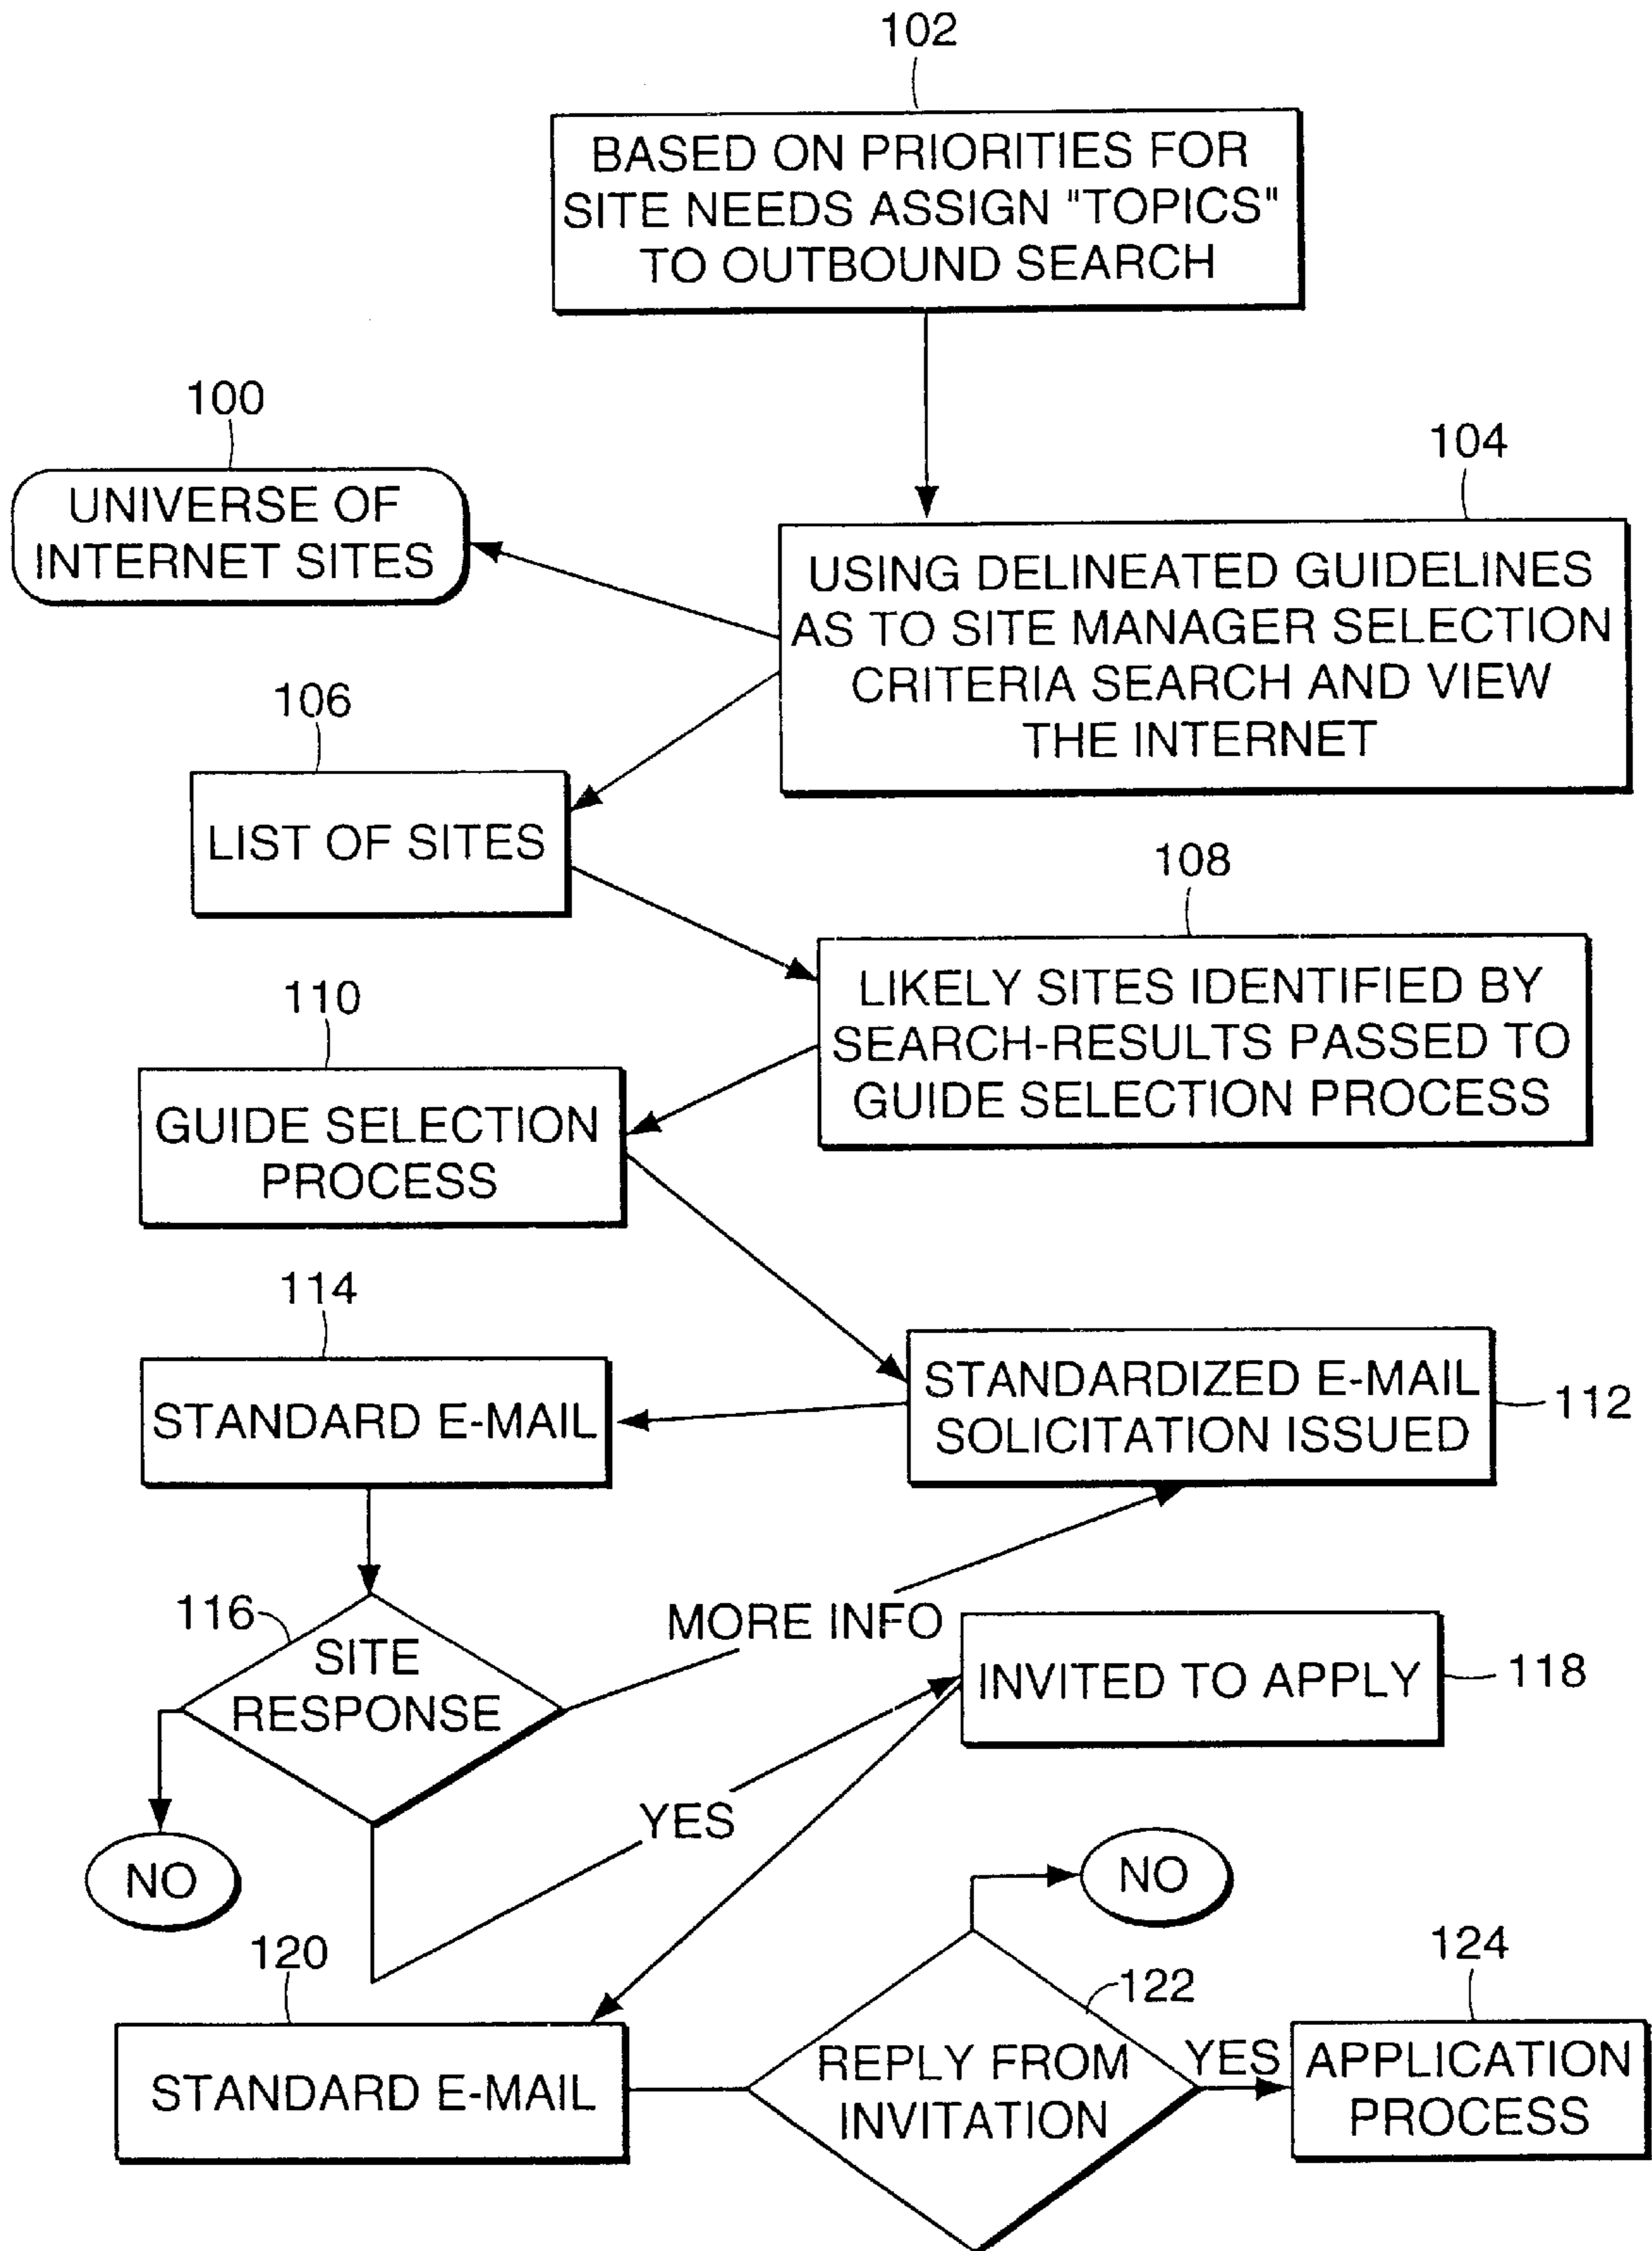 102
BASED ON PRIORITIES FOR
SITE NEEDS ASSIGN "TOPICS"
TO OUTBOUND SEARCH
100
UNIVERSE OF
INTERNET SITES
104
USING DELINEATED GUIDELINES
AS TO SITE MANAGER SELECTION
CRITERIA SEARCH AND VIEW
THE INTERNET
106
LIST OF SITES
108
LIKELY SITES IDENTIFIED BY
SEARCH-RESULTS PASSED TO
GUIDE SELECTION PROCESS
110
GUIDE SELECTION
PROCESS
114
STANDARD E-MAIL
STANDARDIZED E-MAIL
SOLICITATION ISSUED
112
116
SITE
RESPONSE
MORE INFO
INVITED TO APPLY
118
YES
NO
NO
120
STANDARD E-MAIL
122
REPLY FROM
INVITATION
YES
124
APPLICATION
PROCESS